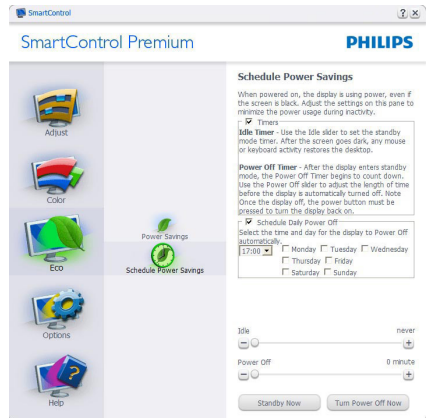 SmartControl
SmartControl Premium
PHILIPS
Adjust
Color
Eco
Options
Help
Power Savings
Schedule Power Savings
Schedule Power Savings
When powered on, the display is using power, even if
the screen is black. Adjust the settings on this pane to
minimize the power usage during inactivity.
Timers
Idle Timer - Use the Idle slider to set the standby
mode timer. After the screen goes dark, any mouse
or keyboard activity restores the desktop.
Power Off Timer - After the display enters standby
mode, the Power Off Timer begins to count down.
Use the Power Off slider to adjust the length of time
before the display is automatically turned off. Note
Once the display off, the power button must be
pressed to turn the display back on.
Schedule Daily Power Off
Select the time and day for the display to Power Off
automatically.
17:00 Monday Tuesday Wednesday
Thursday Friday
Saturday Sunday
Idle never
Power Off 0 minute
Standby Now Turn Power Off Now